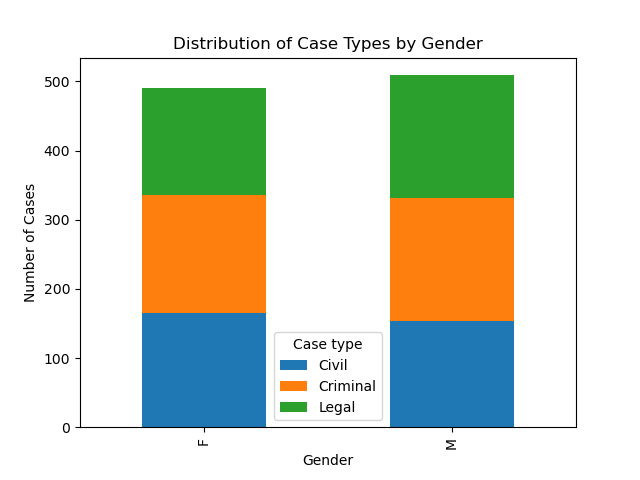 Distribution of Case Types by Gender
Number of Cases
500
400
300
200
100
0
Case type
Civil
Criminal
Legal
F
M
Gender